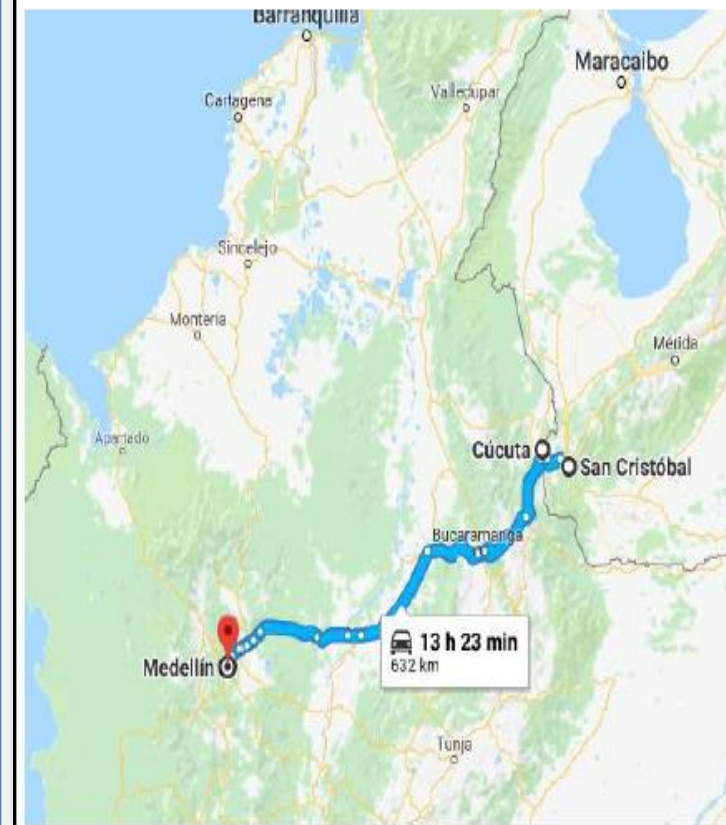 Barranquilla
Maracaibo
Cartagena
Valledupar
Sincelejo
Montería
Mérida
Apartado
Cúcuta
San Cristóbal
Bucaramanga
13 h 23 min
632 km
Medellín
Tunja